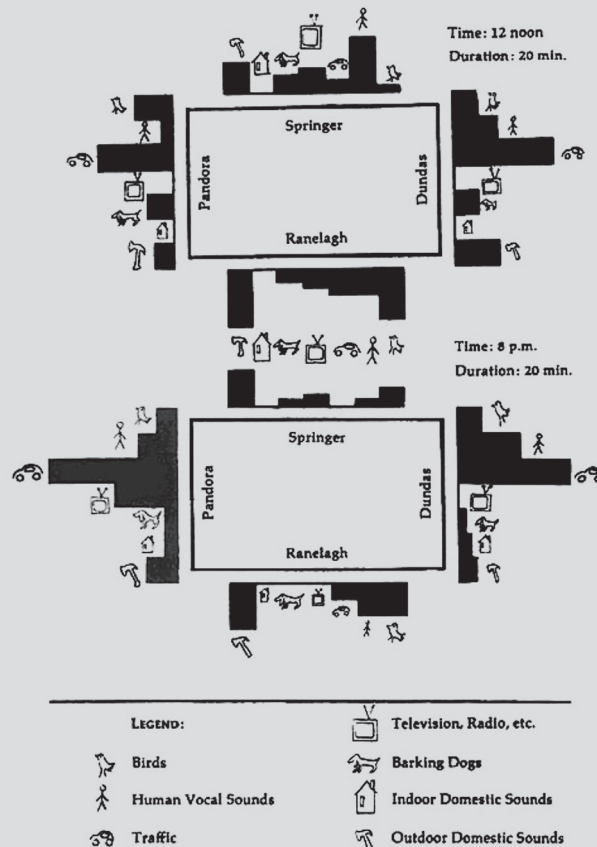 Time: 12 noon
Duration: 20 min.
Springer
Pandora
Dundas
Ranelagh
Time: 8 p.m.
Duration: 20 min.
Springer
Pandora
Dundas
Ranelagh
LEGEND:
Television, Radio, etc.
Birds
Barking Dogs
Human Vocal Sounds
Indoor Domestic Sounds
Traffic
Outdoor Domestic Sounds